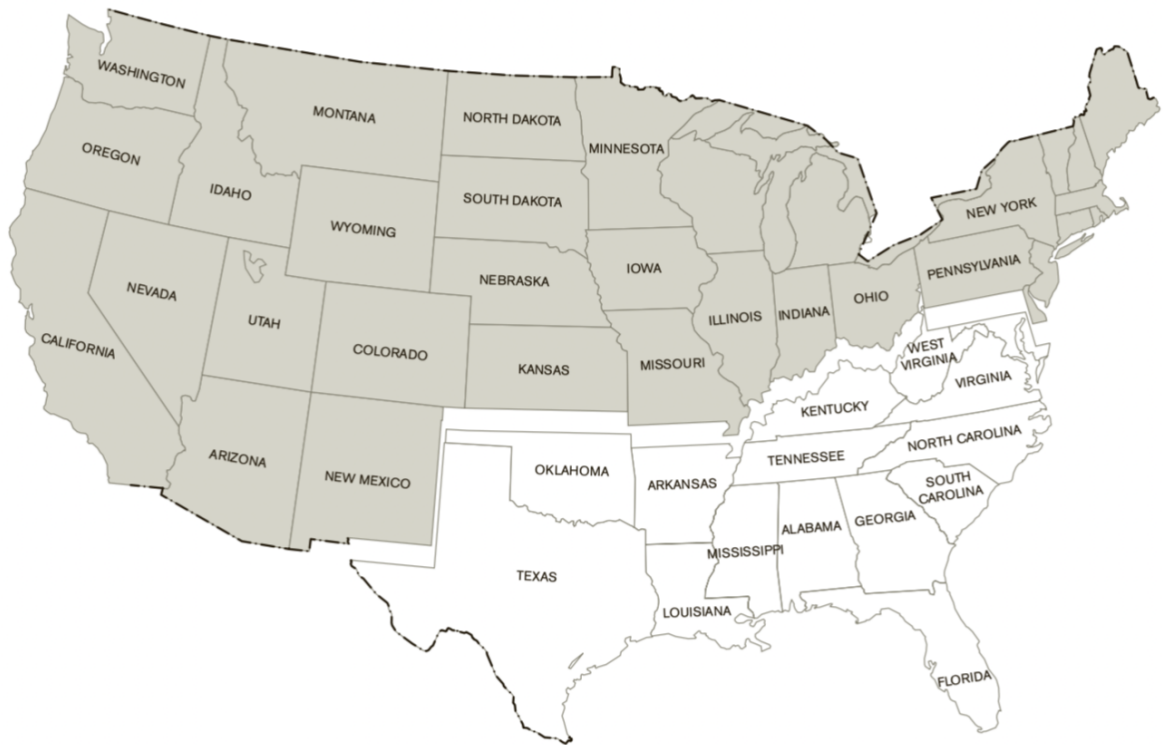 WASHINGTON
MONTANA
NORTH DAKOTA
MINNESOTA
OREGON
IDAHO
SOUTH DAKOTA
WYOMING
NEW YORK
IOWA
NEBRASKA
PENNSYLVANIA
NEVADA
OHIO
UTAH
ILLINOIS
INDIANA
CALIFORNIA
COLORADO
KANSAS
MISSOURI
WEST
VIRGINIA
VIRGINIA
KENTUCKY
NORTH CAROLINA
ARIZONA
TENNESSEE
OKLAHOMA
NEW MEXICO
ARKANSAS
SOUTH
CAROLINA
GEORGIA
ALABAMA
MISSISSIPPI
TEXAS
LOUISIANA
FLORIDA